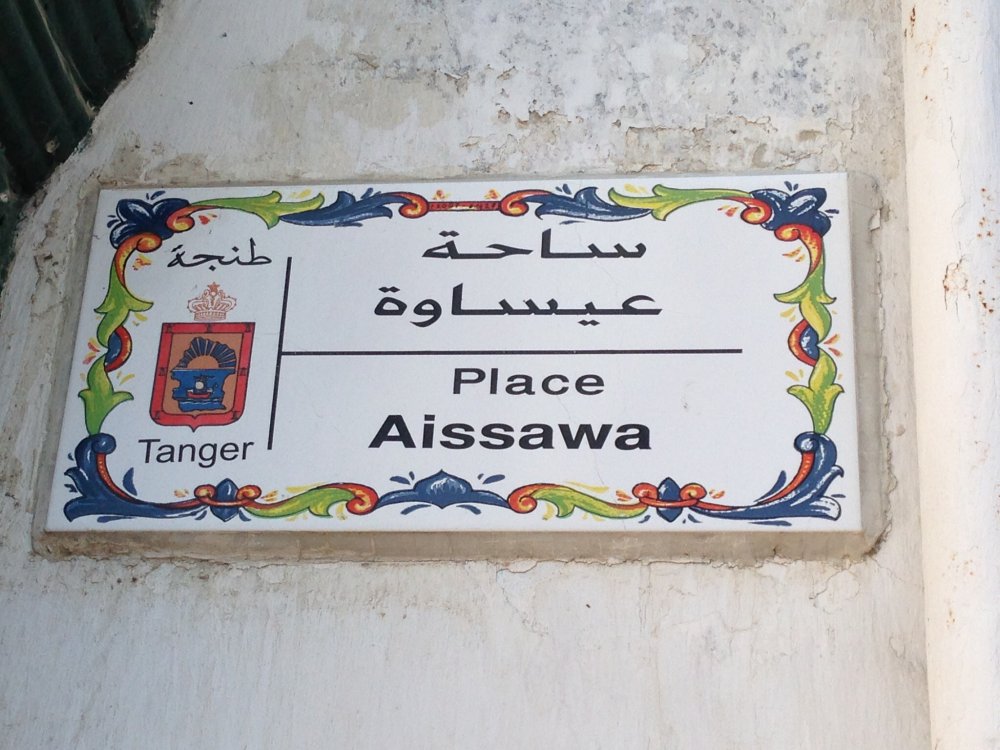 طنجة
Tanger
ساحة
عيساوة
Place
Aissawa